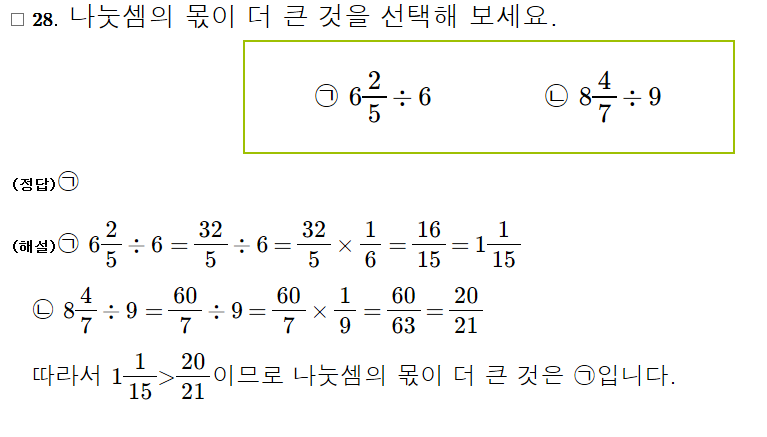 □ 28. 나눗셈의 몫이 더 큰 것을 선택해 보세요.
㉠ 6 2/5 ÷ 6 ㉡ 8 4/7 ÷ 9
(정답)㉠
(해설)㉠ 6 2/5 ÷ 6 = 32/5 ÷ 6 = 32/5 × 1/6 = 16/15 = 1 1/15
㉡ 8 4/7 ÷ 9 = 60/7 ÷ 9 = 60/7 × 1/9 = 60/63 = 20/21
따라서 1 1/15 > 20/21 이므로 나눗셈의 몫이 더 큰 것은 ㉠입니다.